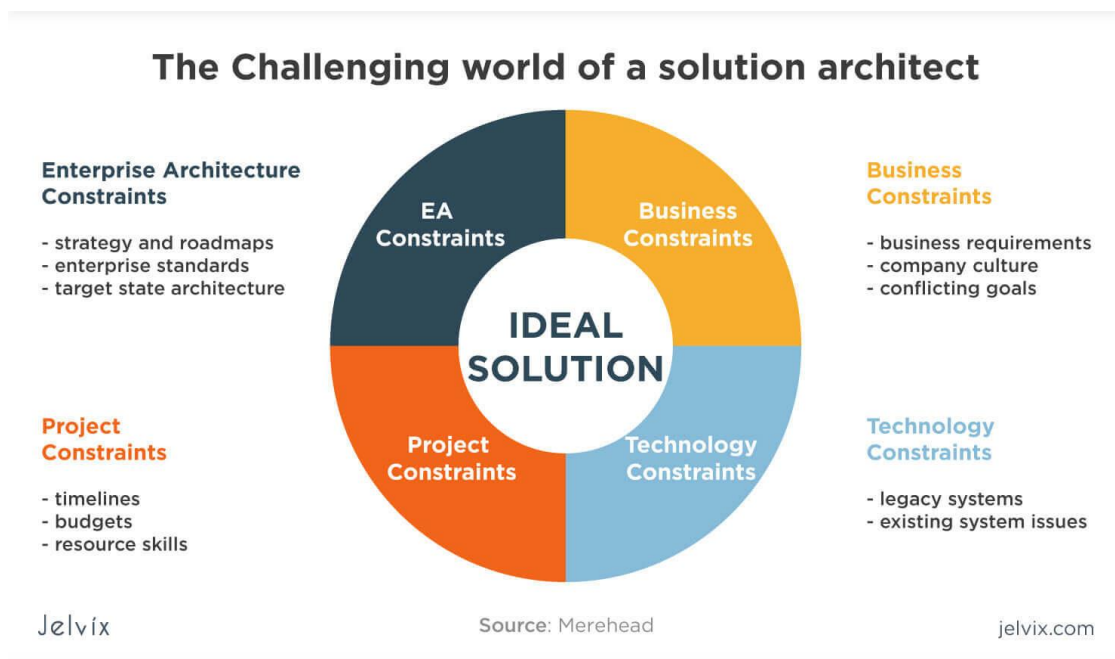 The Challenging world of a solution architect
Enterprise Architecture
Constraints
- strategy and roadmaps
- enterprise standards
- target state architecture
EA
Constraints
Business
Constraints
Business
Constraints
- business requirements
- company culture
- conflicting goals
IDEAL
SOLUTION
Project
Constraints
- timelines
- budgets
- resource skills
Project
Constraints
Technology
Constraints
Technology
Constraints
- legacy systems
- existing system issues
Jelvix
Source: Merehead
jelvix.com